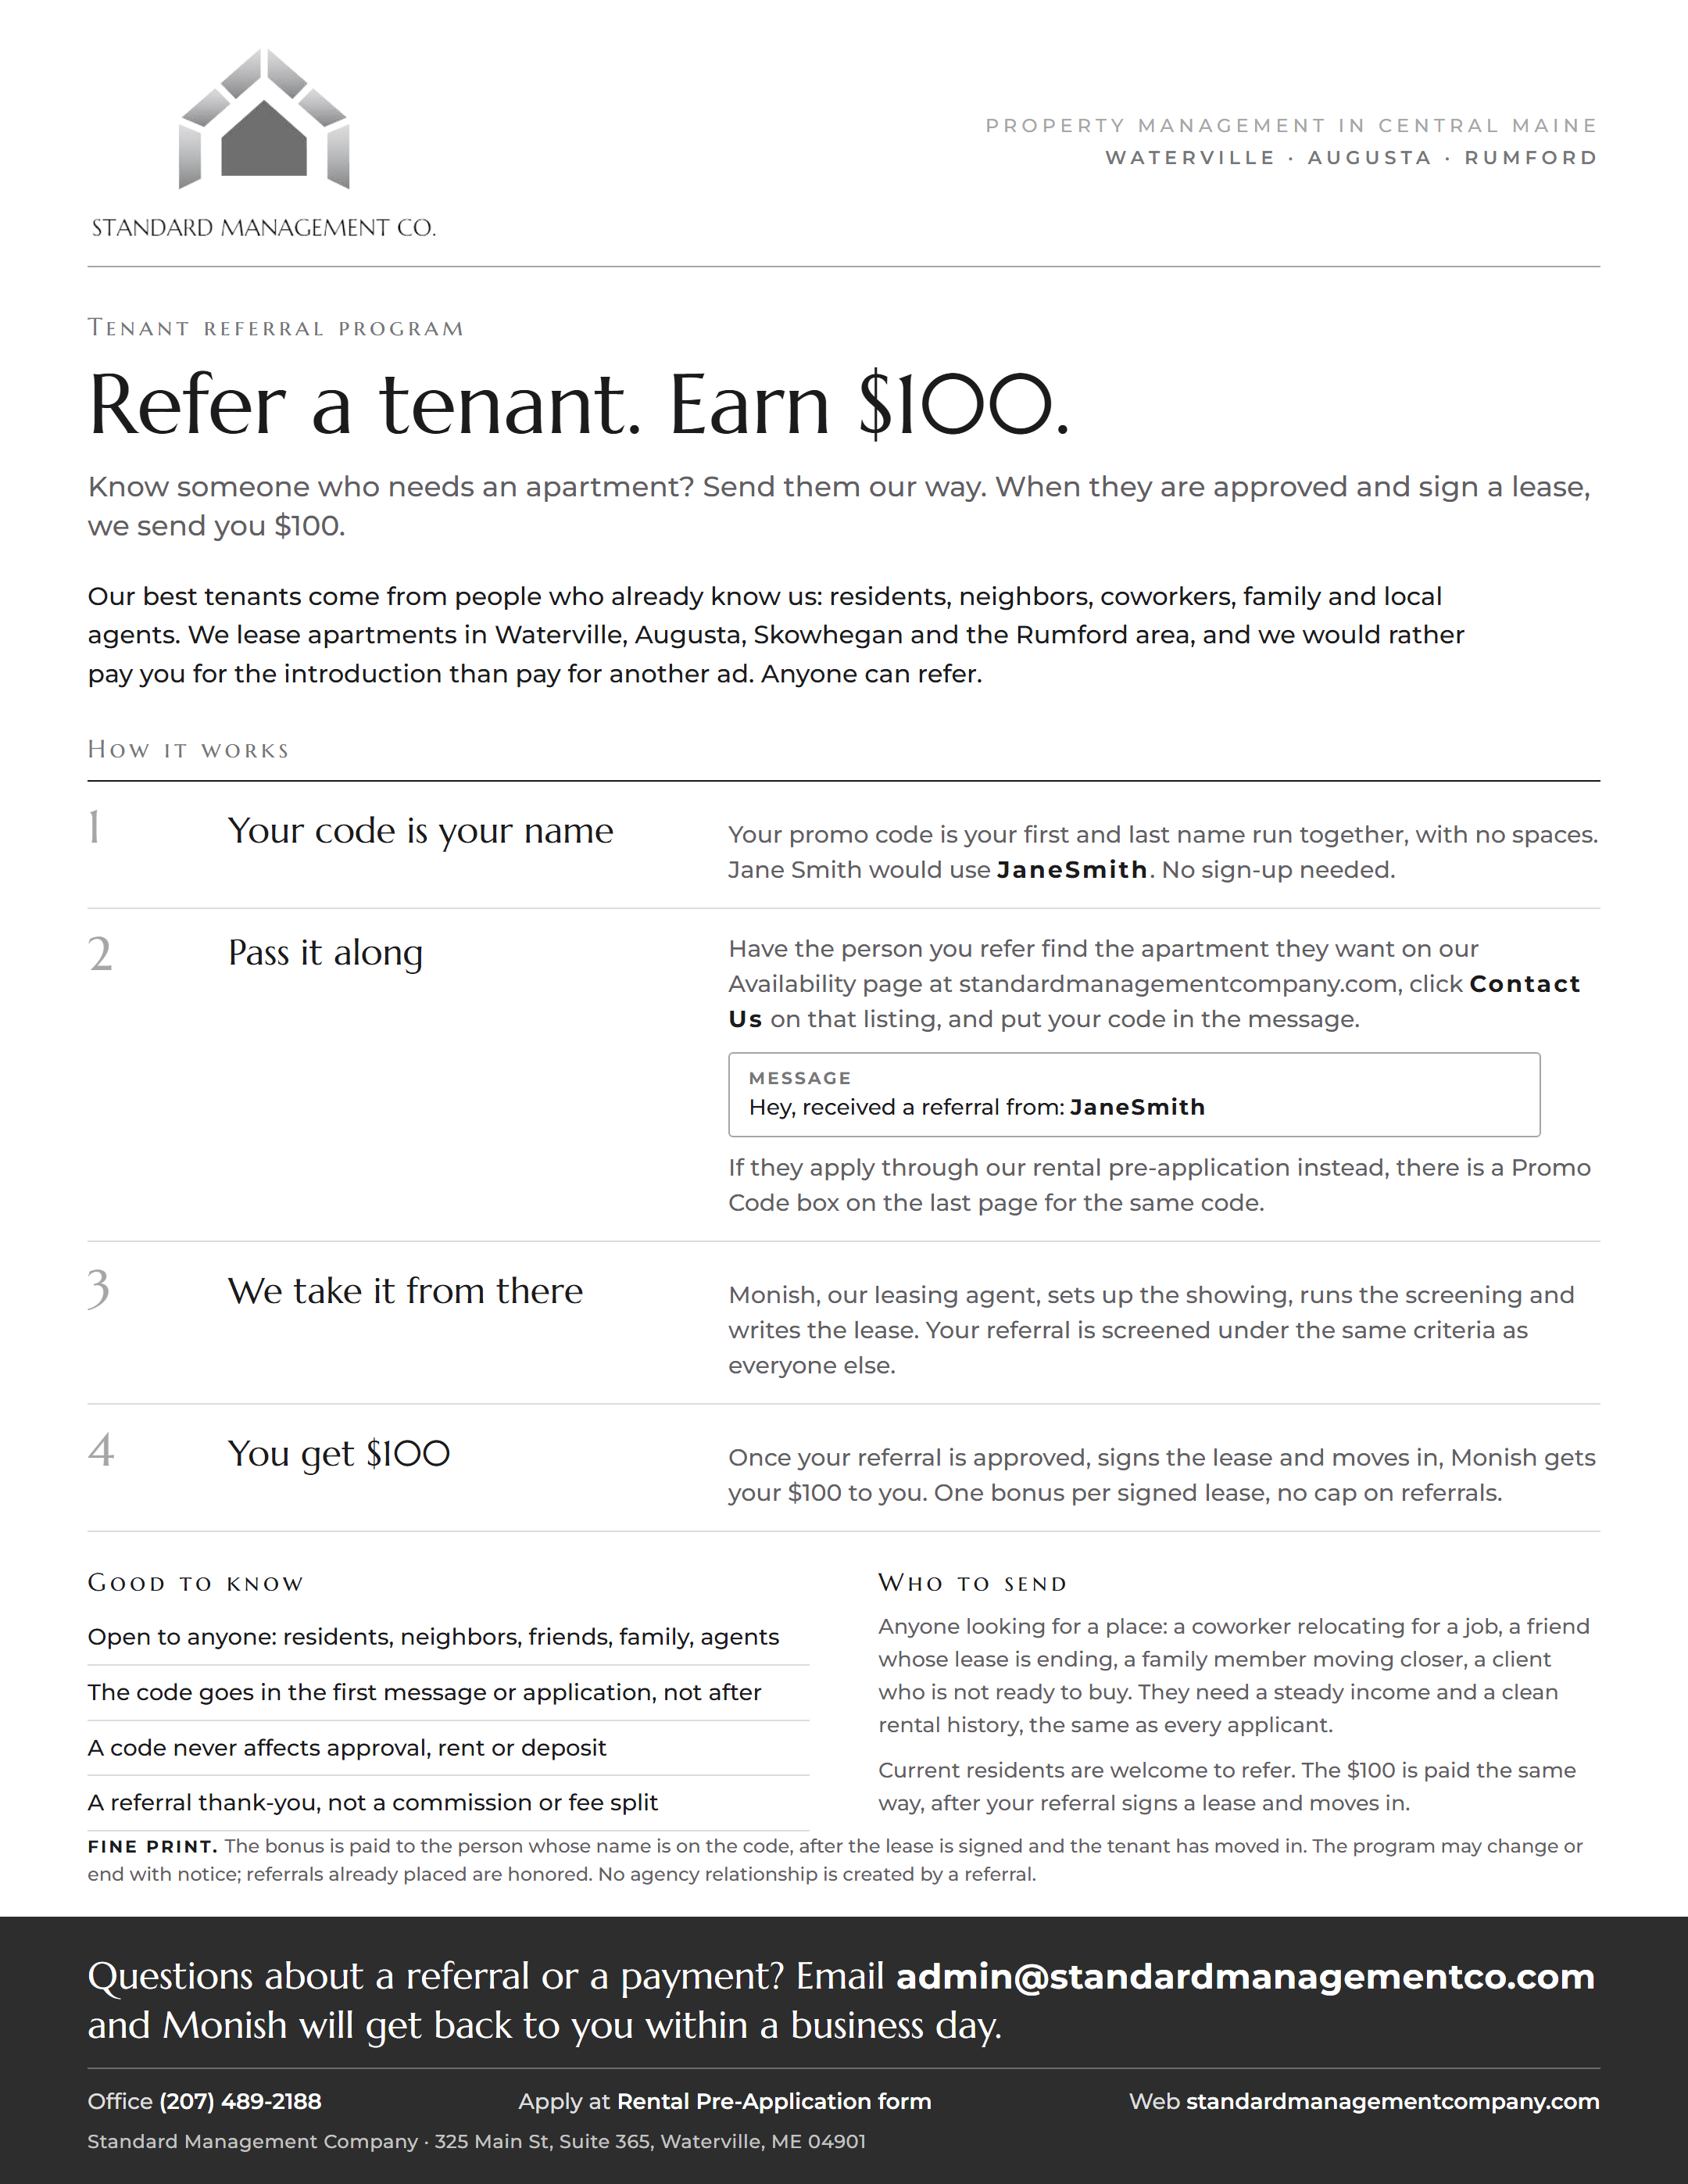 STANDARD MANAGEMENT CO.
PROPERTY MANAGEMENT IN CENTRAL MAINE
WATERVILLE · AUGUSTA · RUMFORD
TENANT REFERRAL PROGRAM
Refer a tenant. Earn $100.
Know someone who needs an apartment? Send them our way. When they are approved and sign a lease,
we send you $100.
Our best tenants come from people who already know us: residents, neighbors, coworkers, family and local
agents. We lease apartments in Waterville, Augusta, Skowhegan and the Rumford area, and we would rather
pay you for the introduction than pay for another ad. Anyone can refer.
HOW IT WORKS
1
Your code is your name
Your promo code is your first and last name run together, with no spaces.
Jane Smith would use JaneSmith. No sign-up needed.
2
Pass it along
Have the person you refer find the apartment they want on our
Availability page at standardmanagementcompany.com, click Contact
Us on that listing, and put your code in the message.
MESSAGE
Hey, received a referral from: JaneSmith
If they apply through our rental pre-application instead, there is a Promo
Code box on the last page for the same code.
3
We take it from there
Monish, our leasing agent, sets up the showing, runs the screening and
writes the lease. Your referral is screened under the same criteria as
everyone else.
4
You get $100
Once your referral is approved, signs the lease and moves in, Monish gets
your $100 to you. One bonus per signed lease, no cap on referrals.
GOOD TO KNOW
Open to anyone: residents, neighbors, friends, family, agents
The code goes in the first message or application, not after
A code never affects approval, rent or deposit
A referral thank-you, not a commission or fee split
WHO TO SEND
Anyone looking for a place: a coworker relocating for a job, a friend
whose lease is ending, a family member moving closer, a client
who is not ready to buy. They need a steady income and a clean
rental history, the same as every applicant.
Current residents are welcome to refer. The $100 is paid the same
way, after your referral signs a lease and moves in.
FINE PRINT. The bonus is paid to the person whose name is on the code, after the lease is signed and the tenant has moved in. The program may change or
end with notice; referrals already placed are honored. No agency relationship is created by a referral.
Questions about a referral or a payment? Email admin@standardmanagementco.com
and Monish will get back to you within a business day.
Office (207) 489-2188
Apply at Rental Pre-Application form
Web standardmanagementcompany.com
Standard Management Company · 325 Main St, Suite 365, Waterville, ME 04901